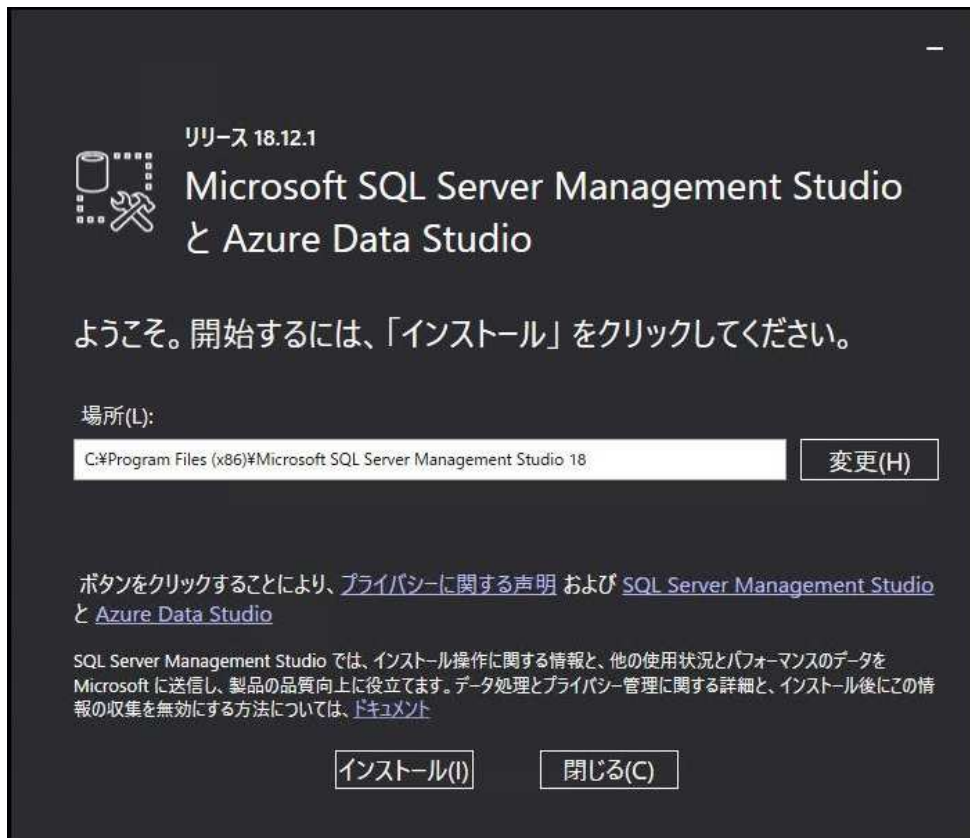 リリース 18.12.1
Microsoft SQL Server Management Studio
と Azure Data Studio
ようこそ。開始するには、「インストール」をクリックしてください。
場所(L):
C:¥Program Files (x86)¥Microsoft SQL Server Management Studio 18
変更(H)
ボタンをクリックすることにより、プライバシーに関する声明 および SQL Server Management Studio
と Azure Data Studio
SQL Server Management Studio では、インストール操作に関する情報と、他の使用状況とパフォーマンスのデータを
Microsoft に送信し、製品の品質向上に役立てます。データ処理とプライバシー管理に関する詳細と、インストール後にこの情
報の収集を無効にする方法については、ドキュメント
インストール(I)
閉じる(C)